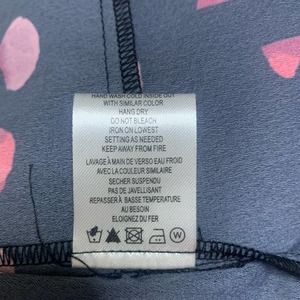 HAND WASH COLD INSIDE OUT
WITH SIMILAR COLOR
HANG DRY
DO NOT BLEACH
IRON ON LOWEST
SETTING AS NEEDED
KEEP AWAY FROM FIRE
LAVAGE À MAIN DE VERSO EAU FROID
AVEC LA COULEUR SIMILAIRE
SECHER SUSPENDU
PAS DE JAVELLISANT
REPASSER À BASSE TEMPERATURE
AU BESOIN
ELOIGNEZ DU FER
W